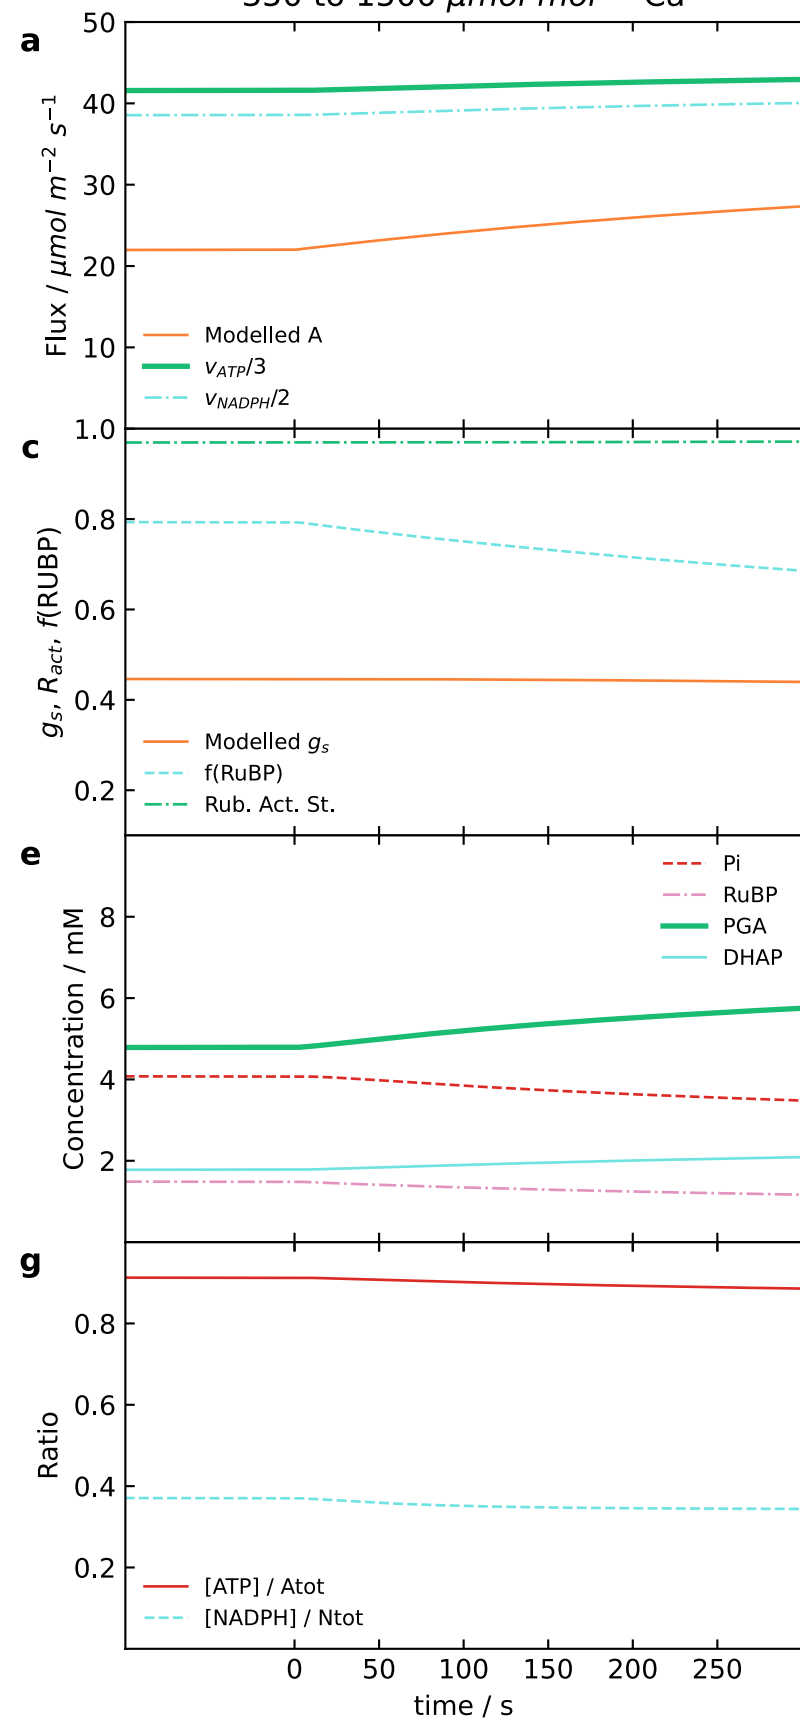 a
50
40
30
20
10
Flux / μmol m⁻² s⁻¹
Modelled A
v_ATP/3
v_NADPH/2
c
1.0
0.8
0.6
0.4
0.2
g_s, R_act, f(RUBP)
Modelled g_s
f(RuBP)
Rub. Act. St.
e
8
6
4
2
Concentration / mM
Pi
RuBP
PGA
DHAP
g
0.8
0.6
0.4
0.2
Ratio
[ATP] / Atot
[NADPH] / Ntot
0 50 100 150 200 250
time / s